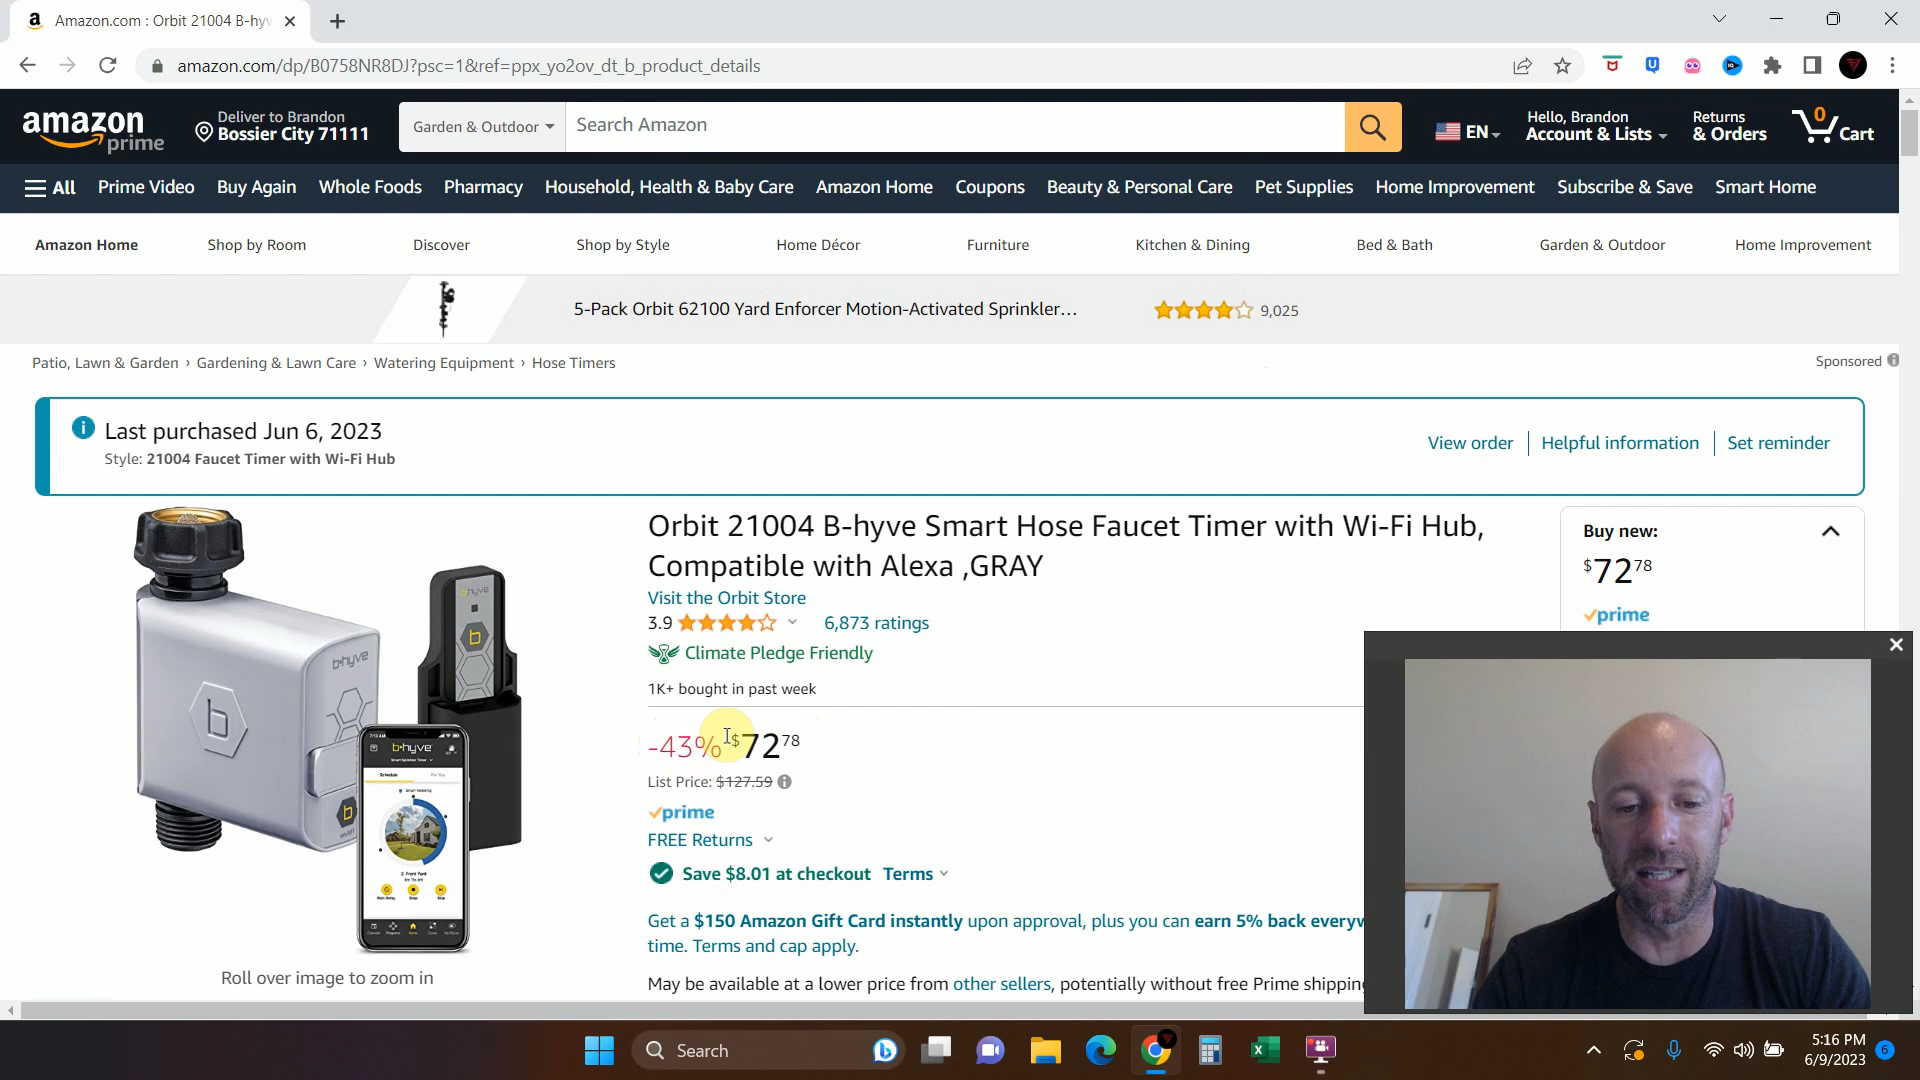 Amazon.com : Orbit 21004 B-hyv
amazon.com/dp/B0758NR8DJ?psc=1&ref=ppx_yo2ov_dt_b_product_details
amazon prime
Deliver to Brandon
Bossier City 71111
Garden & Outdoor
Search Amazon
EN
Hello, Brandon
Account & Lists
Returns
& Orders
0
Cart
All Prime Video Buy Again Whole Foods Pharmacy Household, Health & Baby Care Amazon Home Coupons Beauty & Personal Care Pet Supplies Home Improvement Subscribe & Save Smart Home
Amazon Home Shop by Room Discover Shop by Style Home Décor Furniture Kitchen & Dining Bed & Bath Garden & Outdoor Home Improvement
5-Pack Orbit 62100 Yard Enforcer Motion-Activated Sprinkler… 9,025
Patio, Lawn & Garden › Gardening & Lawn Care › Watering Equipment › Hose Timers
Sponsored
Last purchased Jun 6, 2023
Style: 21004 Faucet Timer with Wi-Fi Hub
View order Helpful information Set reminder
Orbit 21004 B-hyve Smart Hose Faucet Timer with Wi-Fi Hub,
Compatible with Alexa ,GRAY
Visit the Orbit Store
3.9 6,873 ratings
Climate Pledge Friendly
1K+ bought in past week
-43% $72 78
List Price: $127.59
prime
FREE Returns
Save $8.01 at checkout Terms
Get a $150 Amazon Gift Card instantly upon approval, plus you can earn 5% back everyw
time. Terms and cap apply.
May be available at a lower price from other sellers, potentially without free Prime shipping
Buy new:
$72 78
prime
b·hyve
b
b·hyve
b
b·hyve
Schedule
Roll over image to zoom in
Search
5:16 PM
6/9/2023
6